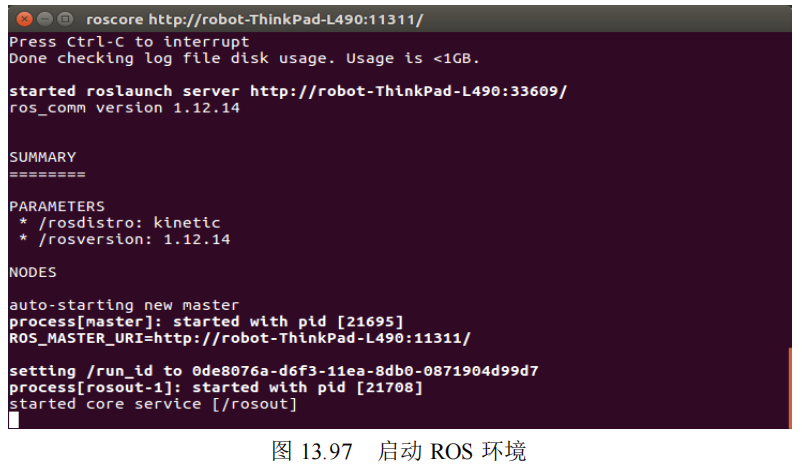 roscore http://robot-ThinkPad-L490:11311/
Press Ctrl-C to interrupt
Done checking log file disk usage. Usage is <1GB.
started roslaunch server http://robot-ThinkPad-L490:33609/
ros_comm version 1.12.14
SUMMARY
========
PARAMETERS
* /rosdistro: kinetic
* /rosversion: 1.12.14
NODES
auto-starting new master
process[master]: started with pid [21695]
ROS_MASTER_URI=http://robot-ThinkPad-L490:11311/
setting /run_id to 0de8076a-d6f3-11ea-8db0-0871904d99d7
process[rosout-1]: started with pid [21708]
started core service [/rosout]
图 13.97 启动 ROS 环境